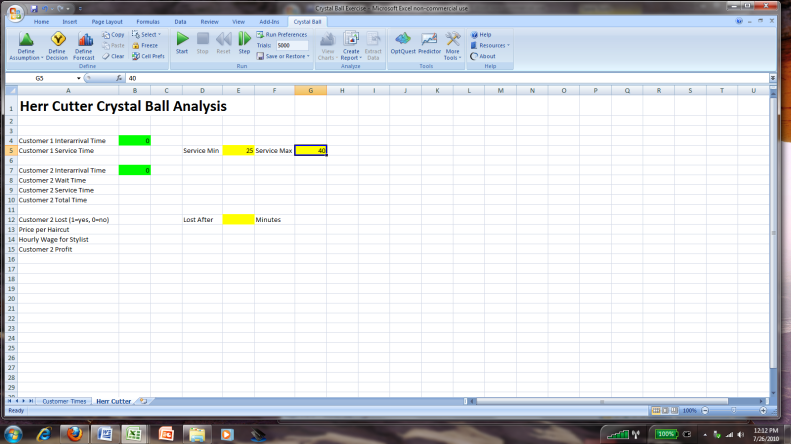 Crystal Ball Exercise - Microsoft Excel non-commercial use
Home Insert Page Layout Formulas Data Review View Add-Ins Crystal Ball
Define Assumption Define Decision Define Forecast Copy Paste Clear Select Freeze Cell Prefs Start Stop Reset Step Run Preferences Trials: 5000 Save or Restore View Charts Create Report Extract Data OptQuest Predictor More Tools Help Resources About
Define Run Analyze Tools Help
G5 fx 40
A B C D E F G H I J K L M N O P Q R S T U
1 Herr Cutter Crystal Ball Analysis
2
3
4 Customer 1 Interarrival Time 0
5 Customer 1 Service Time Service Min 25 Service Max 40
6
7 Customer 2 Interarrival Time 0
8 Customer 2 Wait Time
9 Customer 2 Service Time
10 Customer 2 Total Time
11
12 Customer 2 Lost (1=yes, 0=no) Lost After Minutes
13 Price per Haircut
14 Hourly Wage for Stylist
15 Customer 2 Profit
16
17
18
19
20
21
22
23
24
25
26
27
28
29
Customer Times Herr Cutter
Ready 100%
100% 12:12 PM
7/26/2010